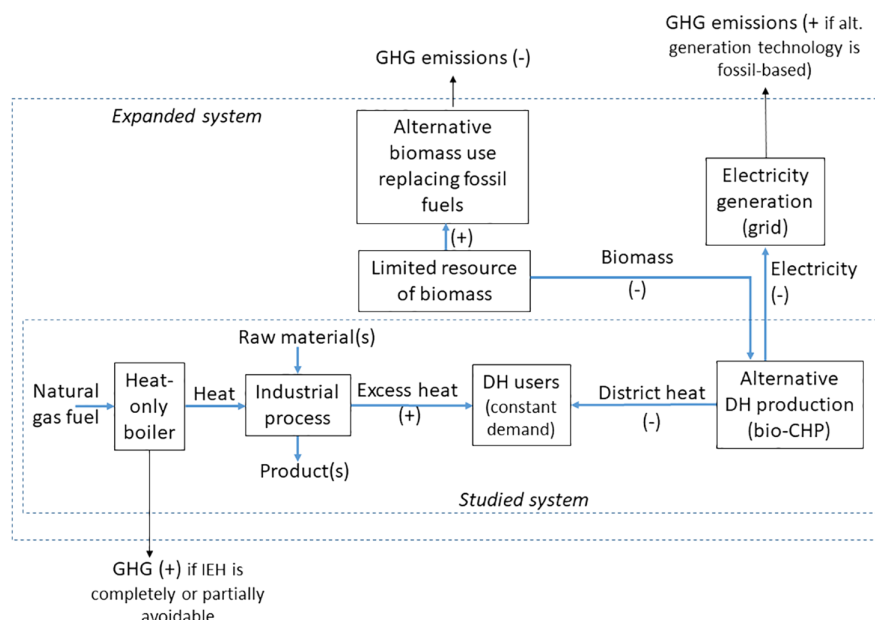 GHG emissions (+ if alt.
generation technology is
fossil-based)
GHG emissions (-)
Expanded system
Alternative
biomass use
replacing fossil
fuels
Electricity
generation
(grid)
(+)
Limited resource
of biomass
Biomass
(-)
Electricity
(-)
Raw material(s)
Natural
gas fuel
Heat-
only
boiler
Heat
Industrial
process
Excess heat
(+)
DH users
(constant
demand)
District heat
(-)
Alternative
DH production
(bio-CHP)
Product(s)
Studied system
GHG (+) if IEH is
completely or partially
avoidable